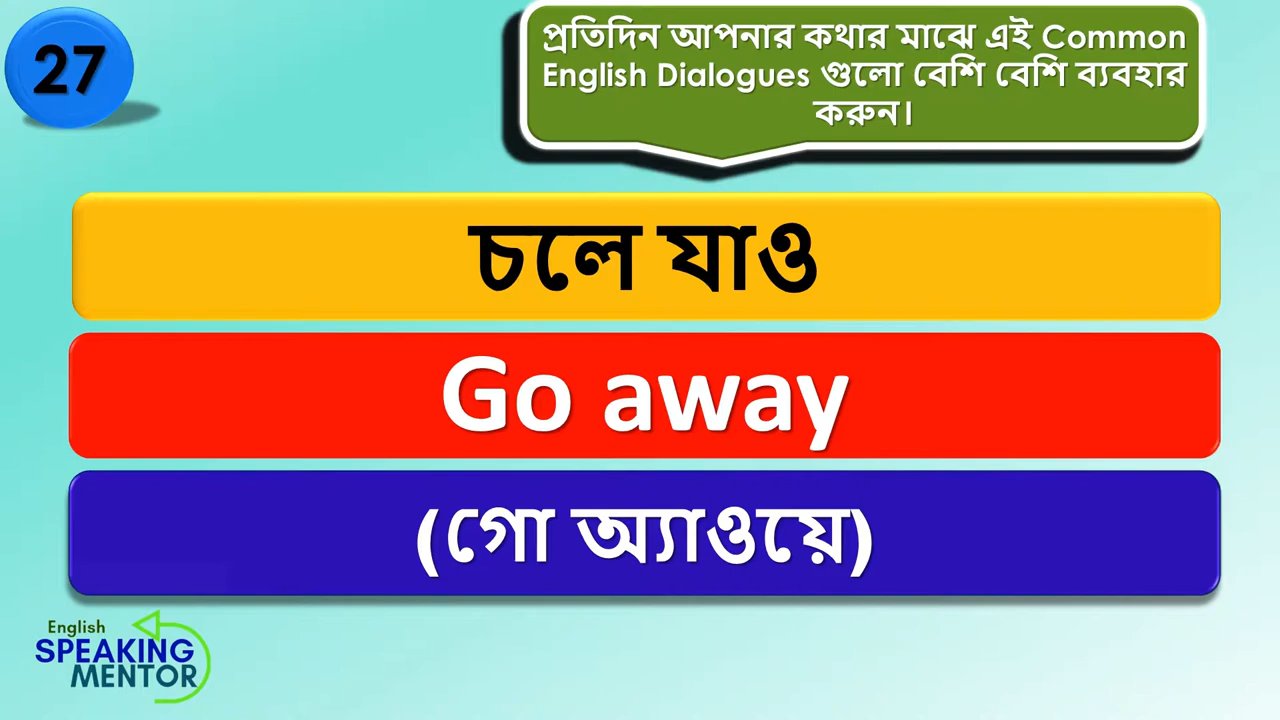 27
প্রতিদিন আপনার কথার মাঝে এই Common
English Dialogues গুলো বেশি বেশি ব্যবহার
করুন।
চলে যাও
Go away
(গো অ্যাওয়ে)
English
SPEAKING
MENTOR